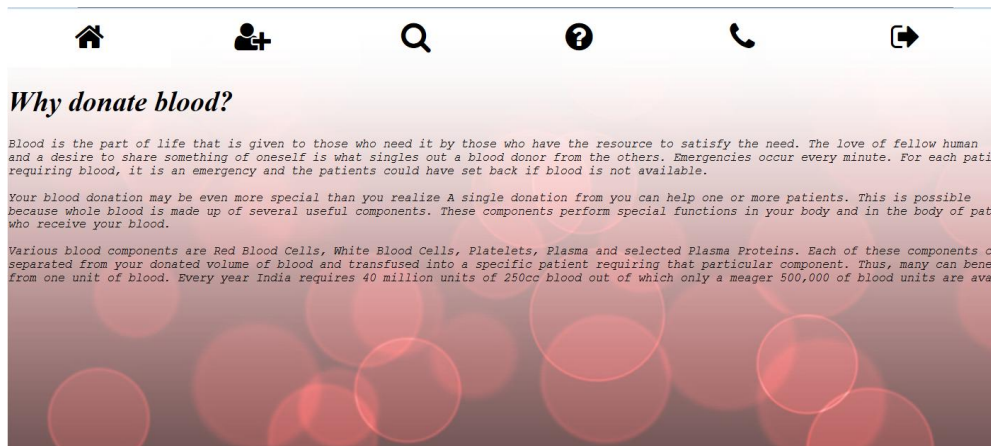 Why donate blood?
Blood is the part of life that is given to those who need it by those who have the resource to satisfy the need. The love of fellow human
and a desire to share something of oneself is what singles out a blood donor from the others. Emergencies occur every minute. For each pati
requiring blood, it is an emergency and the patients could have set back if blood is not available.
Your blood donation may be even more special than you realize A single donation from you can help one or more patients. This is possible
because whole blood is made up of several useful components. These components perform special functions in your body and in the body of pat
who receive your blood.
Various blood components are Red Blood Cells, White Blood Cells, Platelets, Plasma and selected Plasma Proteins. Each of these components c
separated from your donated volume of blood and transfused into a specific patient requiring that particular component. Thus, many can bene
from one unit of blood. Every year India requires 40 million units of 250cc blood out of which only a meager 500,000 of blood units are ava